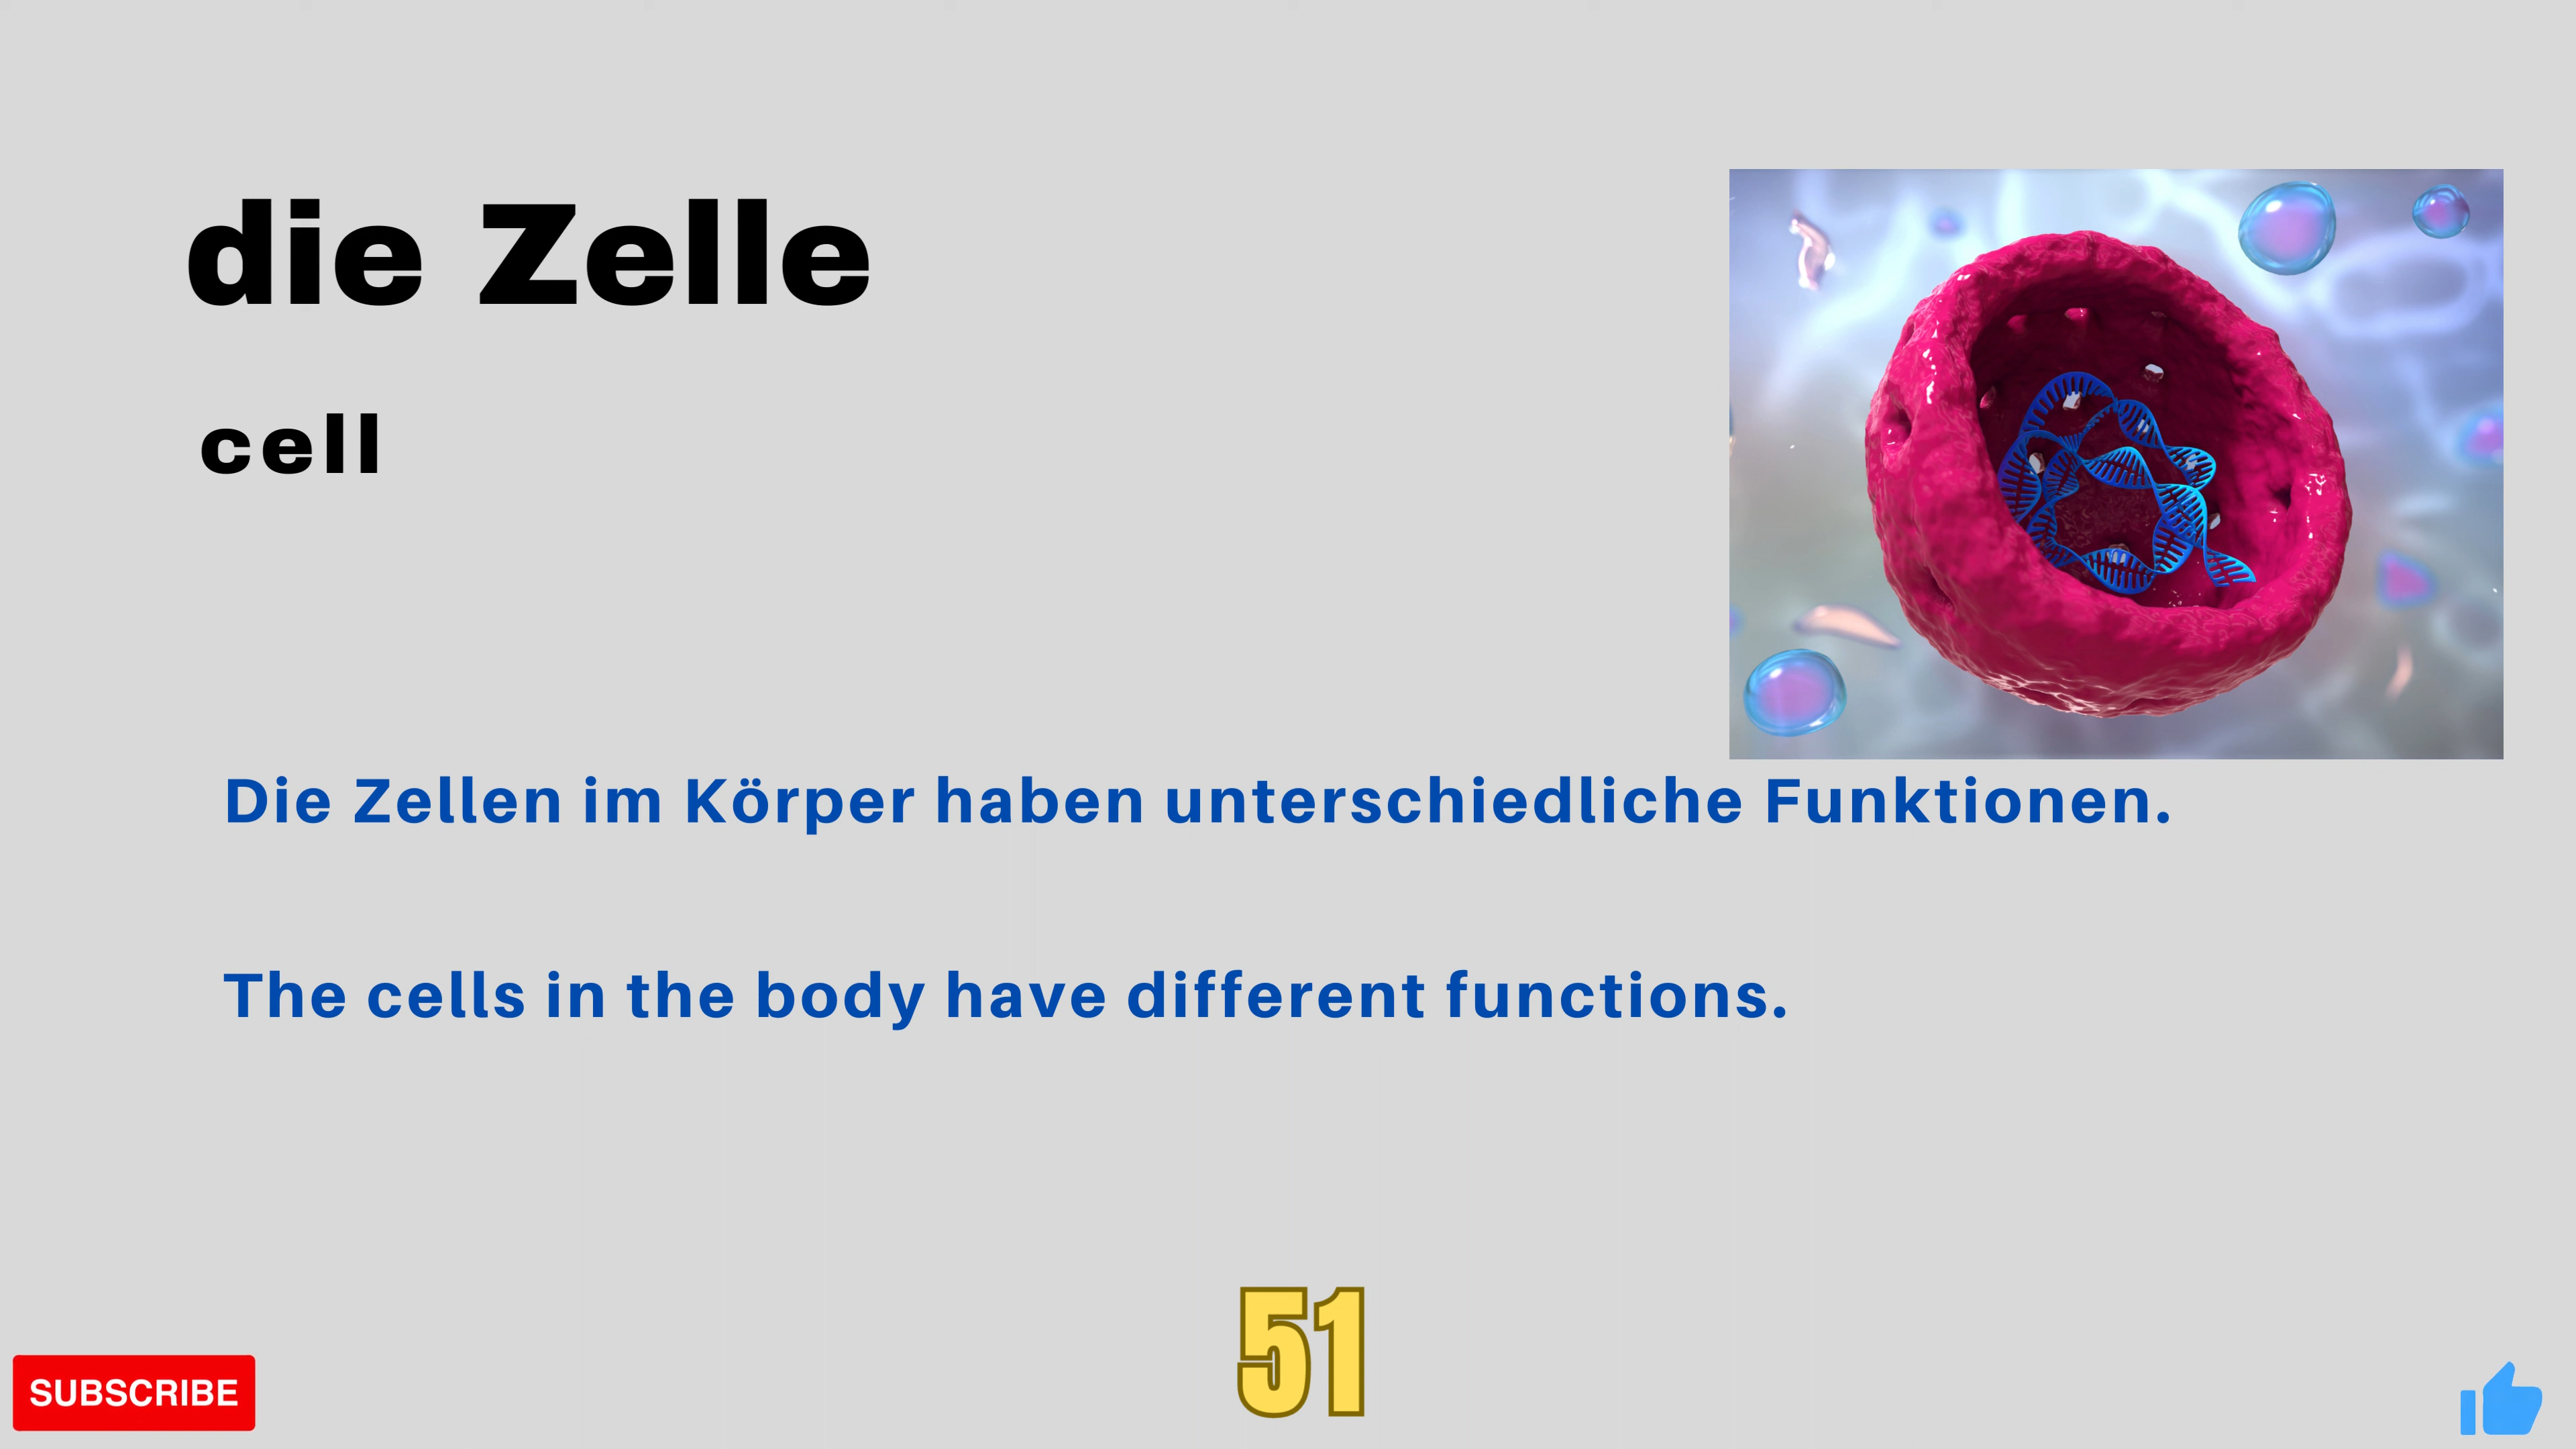 die Zelle
cell
Die Zellen im Körper haben unterschiedliche Funktionen.
The cells in the body have different functions.
51
SUBSCRIBE